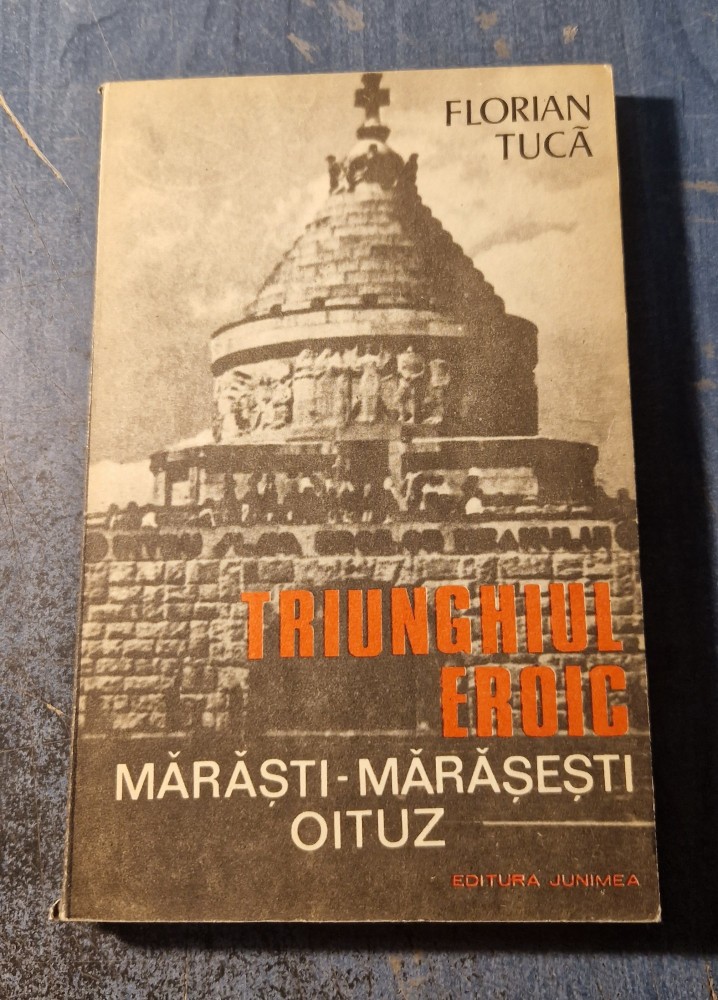 FLORIAN
TUCĂ
TRIUNGHIUL
EROIC
MĂRĂȘTI-MĂRĂȘEȘTI
OITUZ
EDITURA JUNIMEA